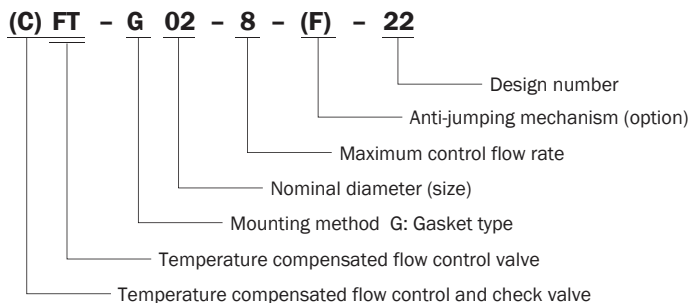 (C) FT – G 02 – 8 – (F) – 22
Design number
Anti-jumping mechanism (option)
Maximum control flow rate
Nominal diameter (size)
Mounting method G: Gasket type
Temperature compensated flow control valve
Temperature compensated flow control and check valve